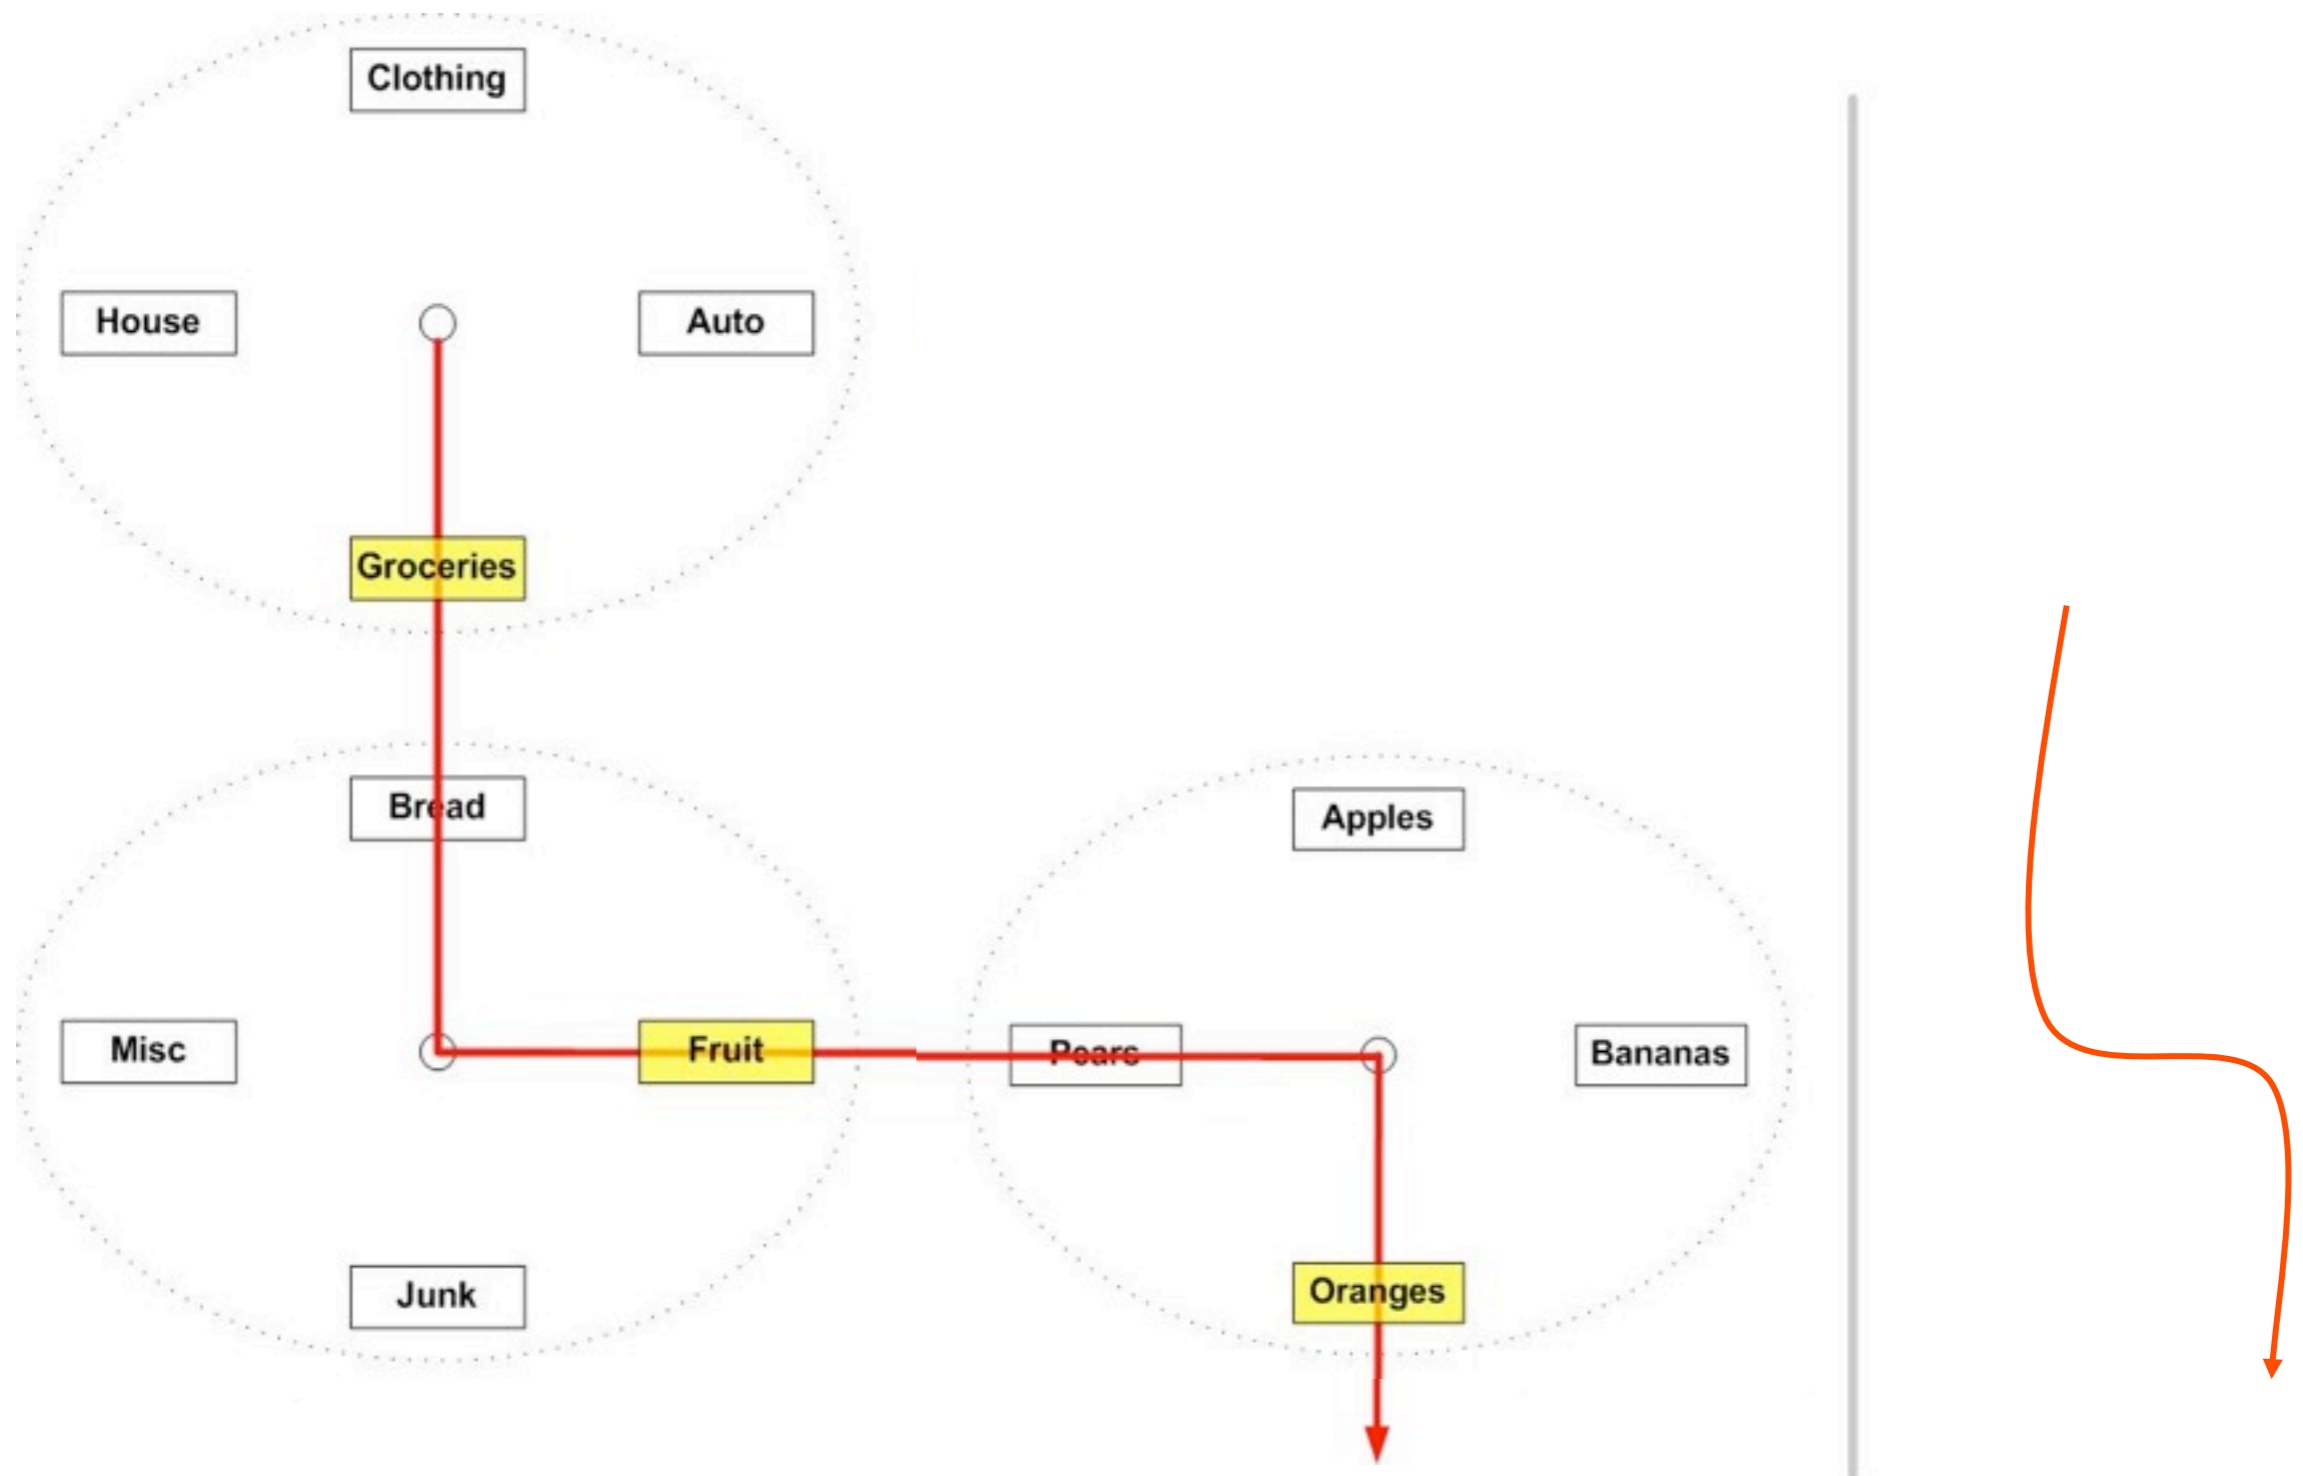 Clothing
House
Auto
Groceries
Bread
Misc
Fruit
Junk
Apples
Pears
Bananas
Oranges